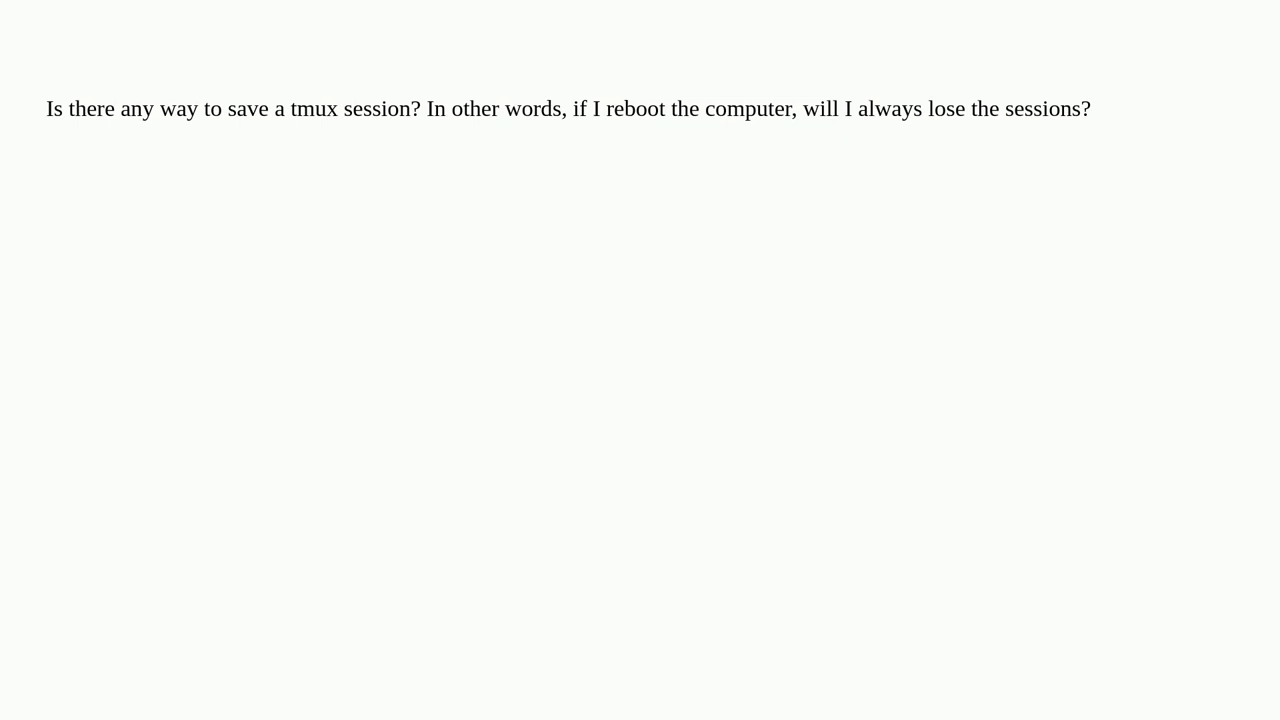 Is there any way to save a tmux session? In other words, if I reboot the computer, will I always lose the sessions?